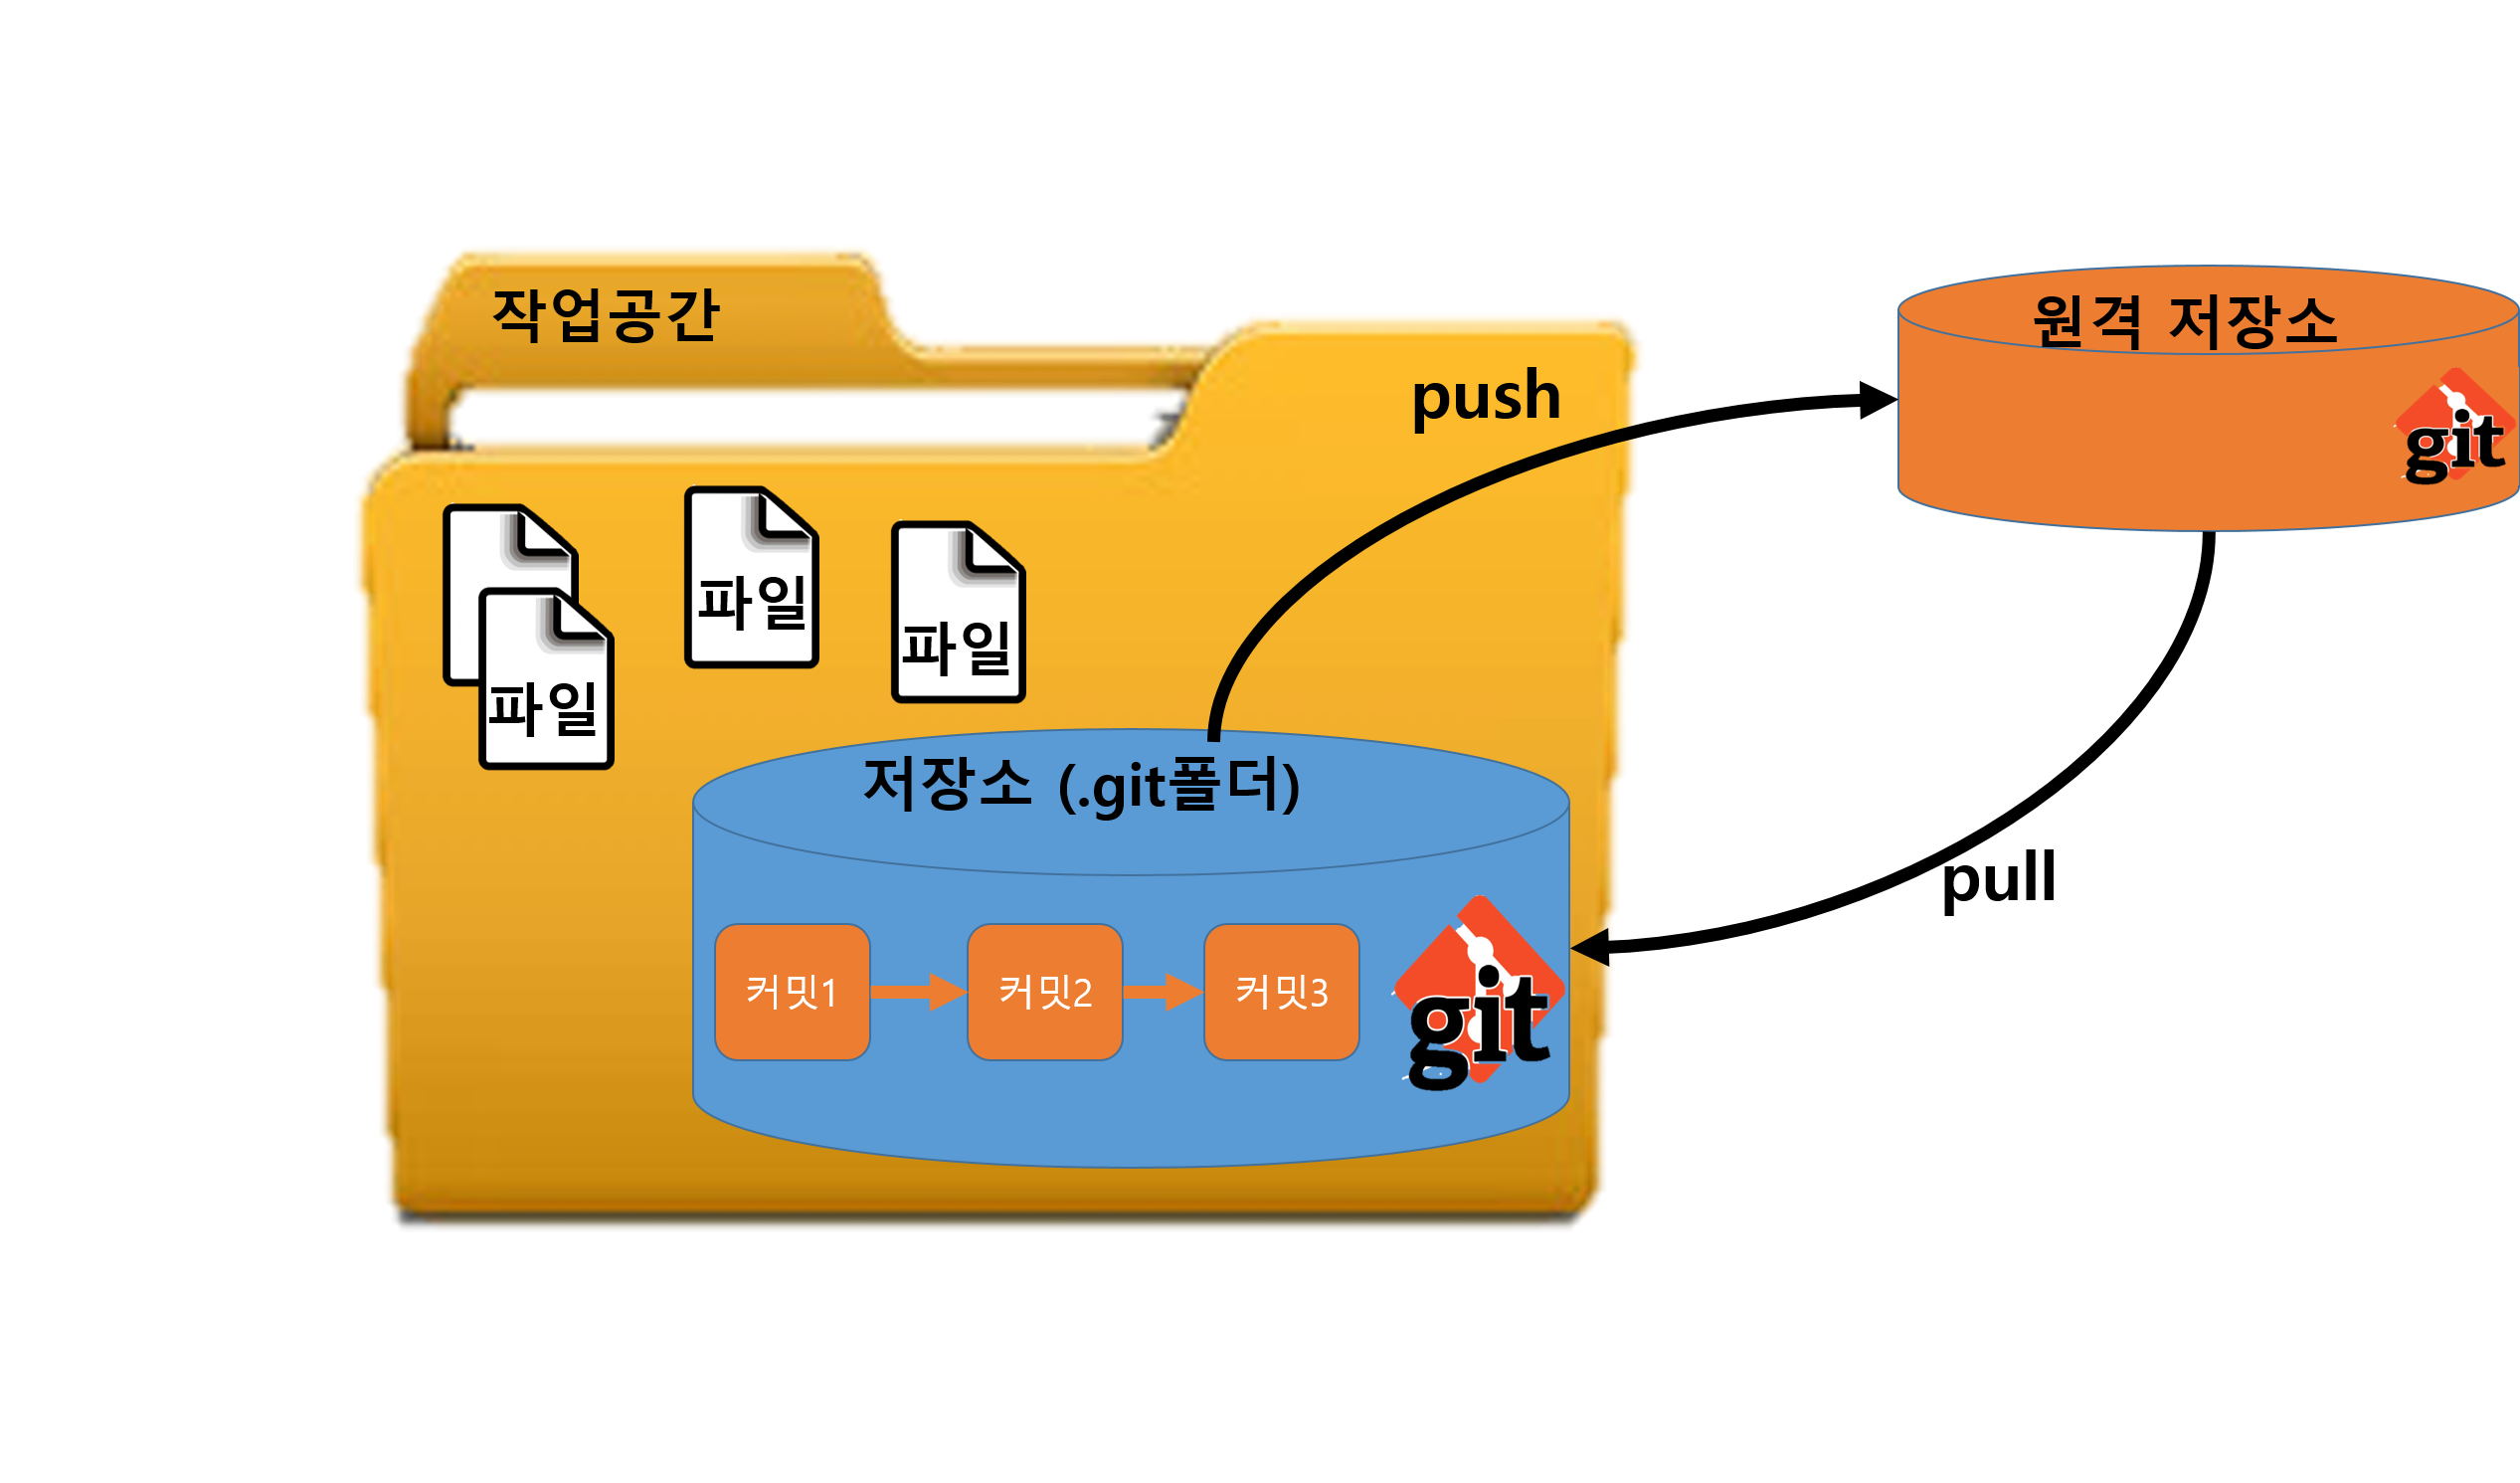 작업공간
원격 저장소
push
git
파일
파일
파일
저장소 (.git폴더)
pull
커밋1
커밋2
커밋3
git